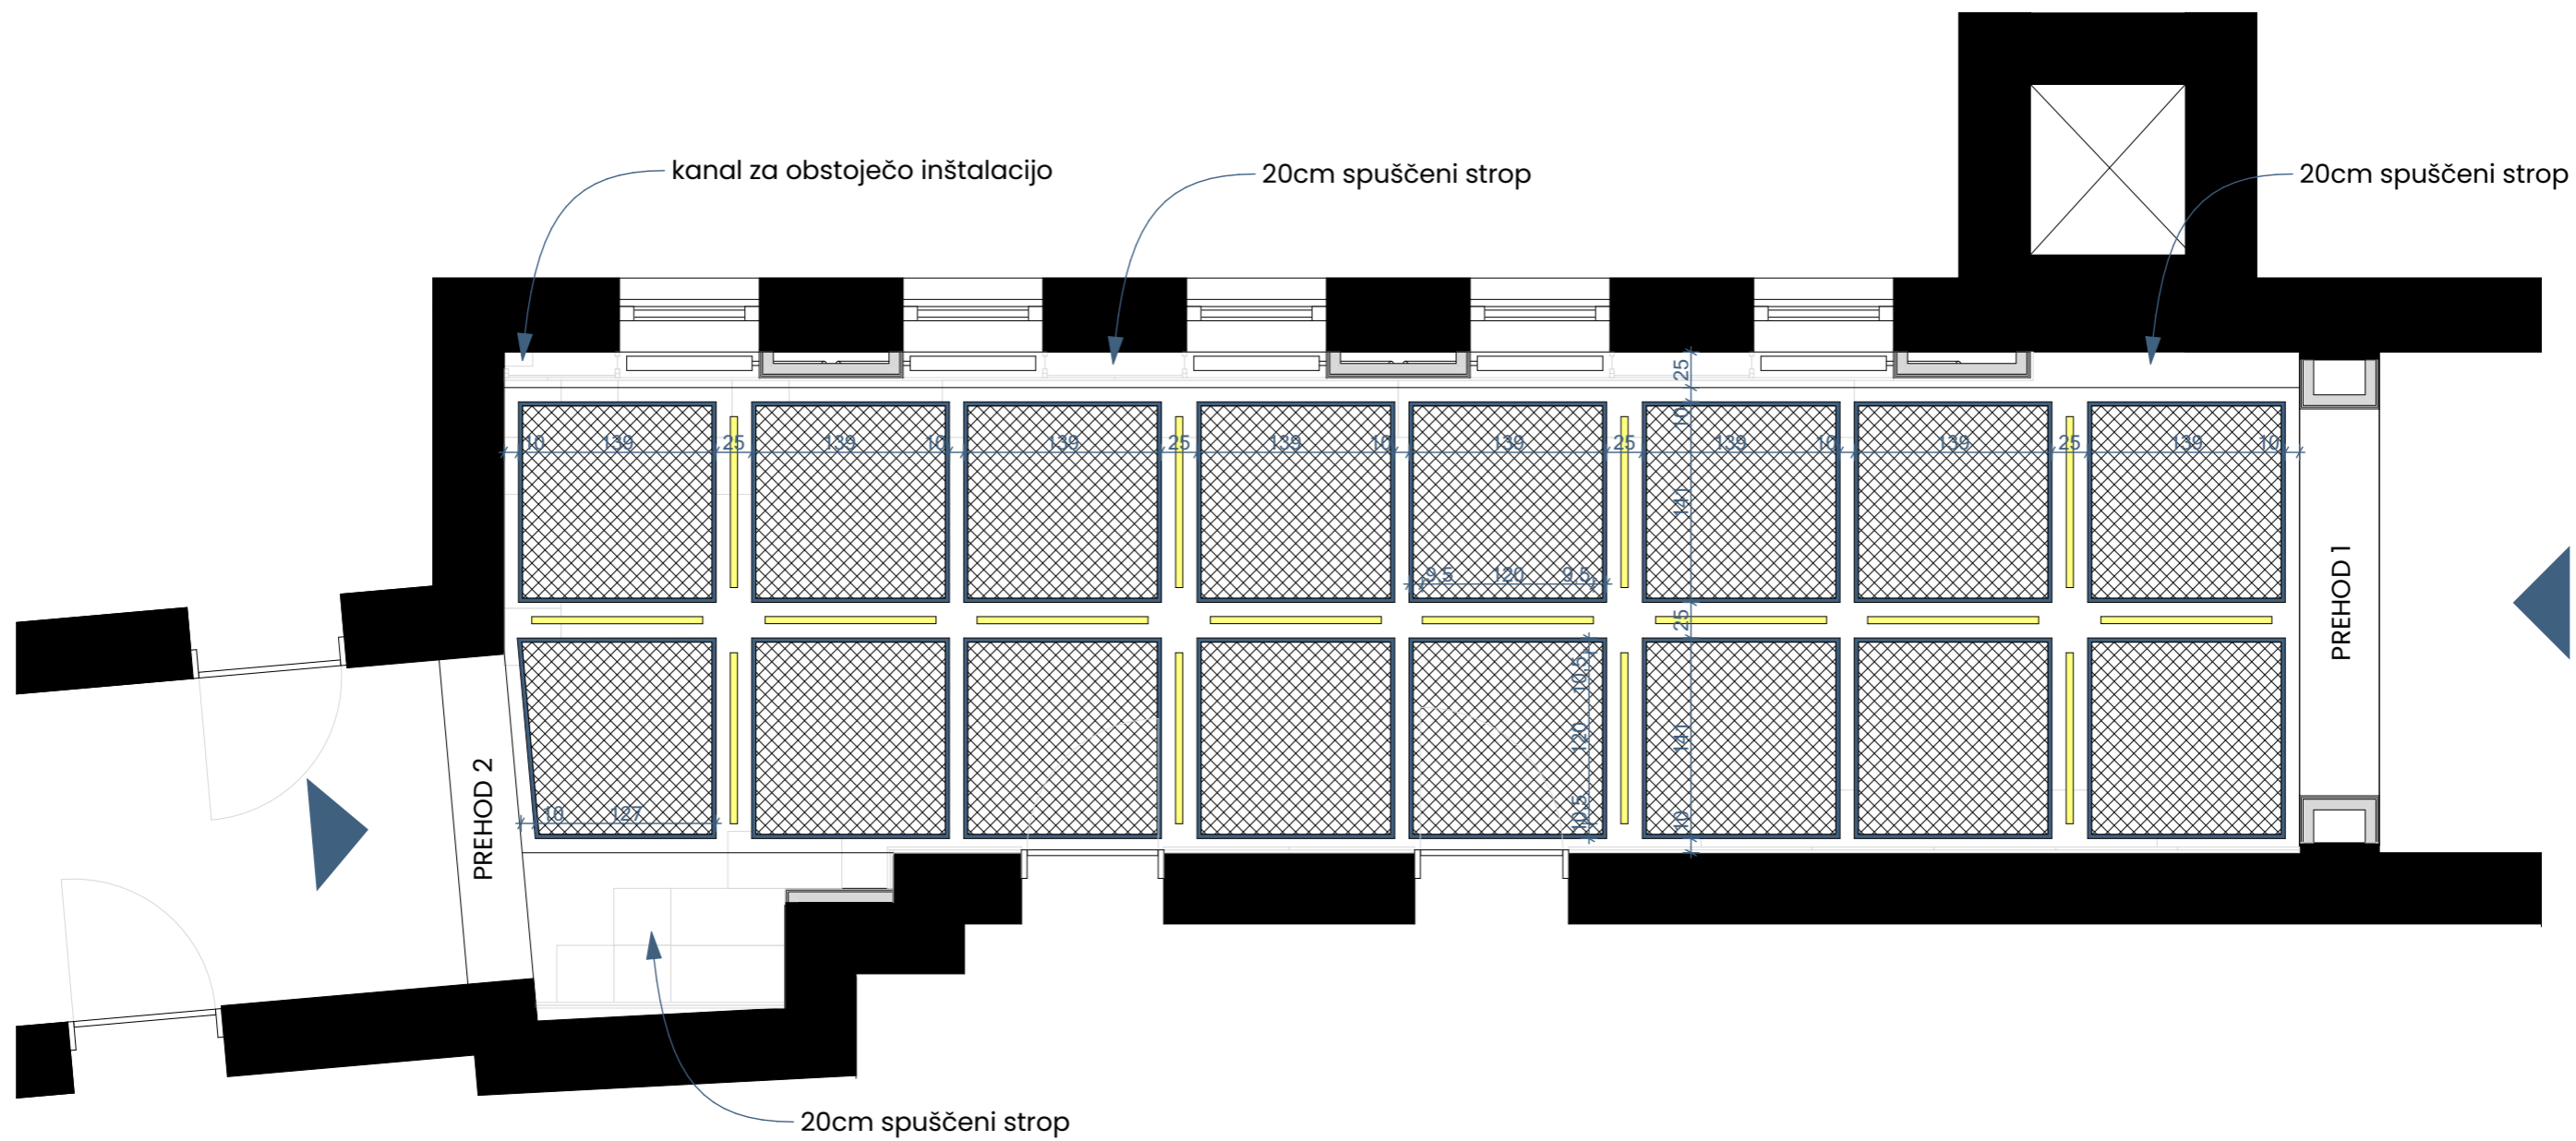 kanal za obstoječo inštalacijo
20cm spuščeni strop
20cm spuščeni strop
25
10
10 139 25 139 10 139 25 139 10 139 25 139 10 139 25 139 10
141
9.5 120 9.5
25
PREHOD 1
10.5
120
141
10.5
10
10 127
PREHOD 2
20cm spuščeni strop